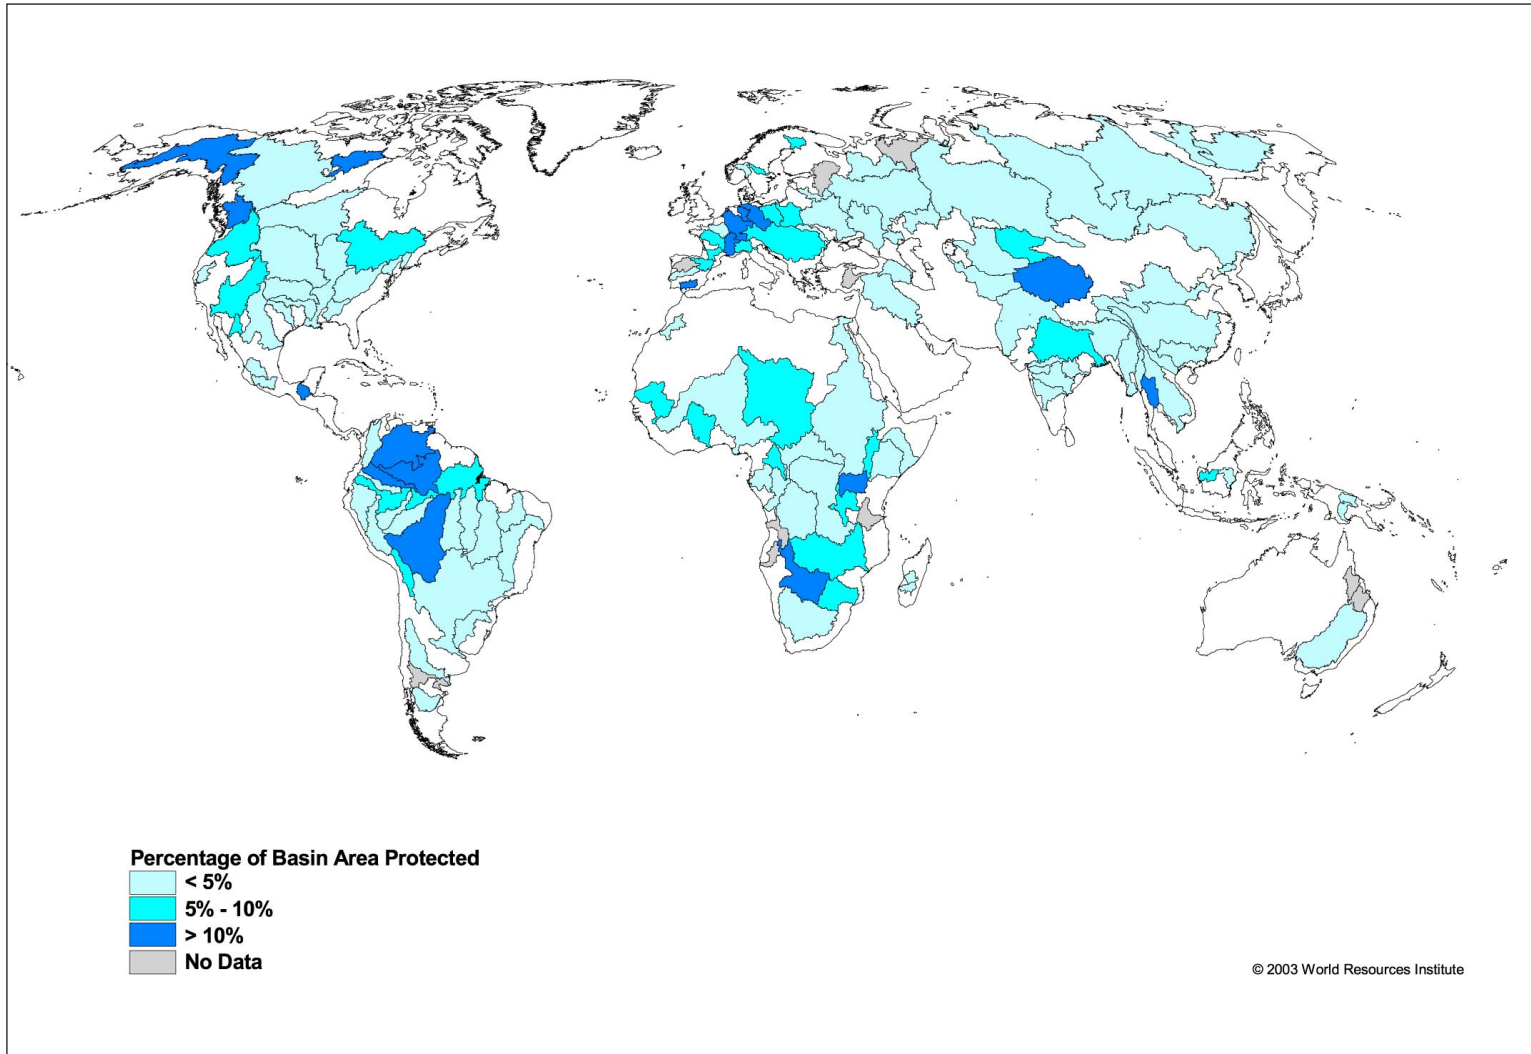 Percentage of Basin Area Protected
< 5%
5% - 10%
> 10%
No Data
© 2003 World Resources Institute